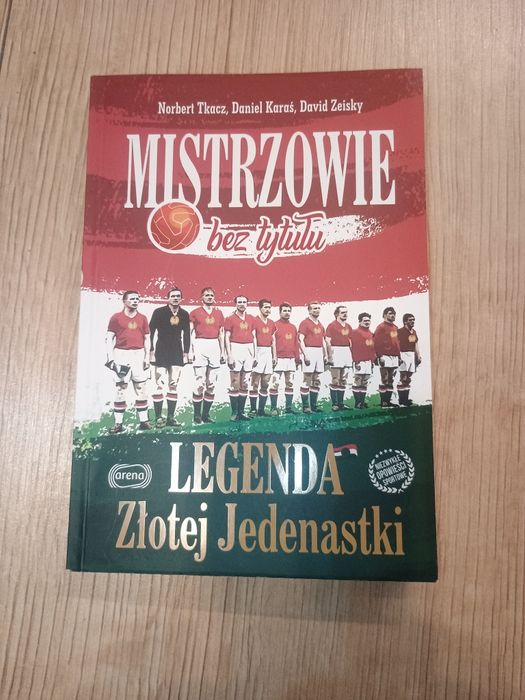 Norbert Tkacz, Daniel Karaś, David Zeisky
MISTRZOWIE
bez tytułu
LEGENDA
Złotej Jedenastki
arena
NIEZWYKŁE
OPOWIEŚCI
SPORTOWE